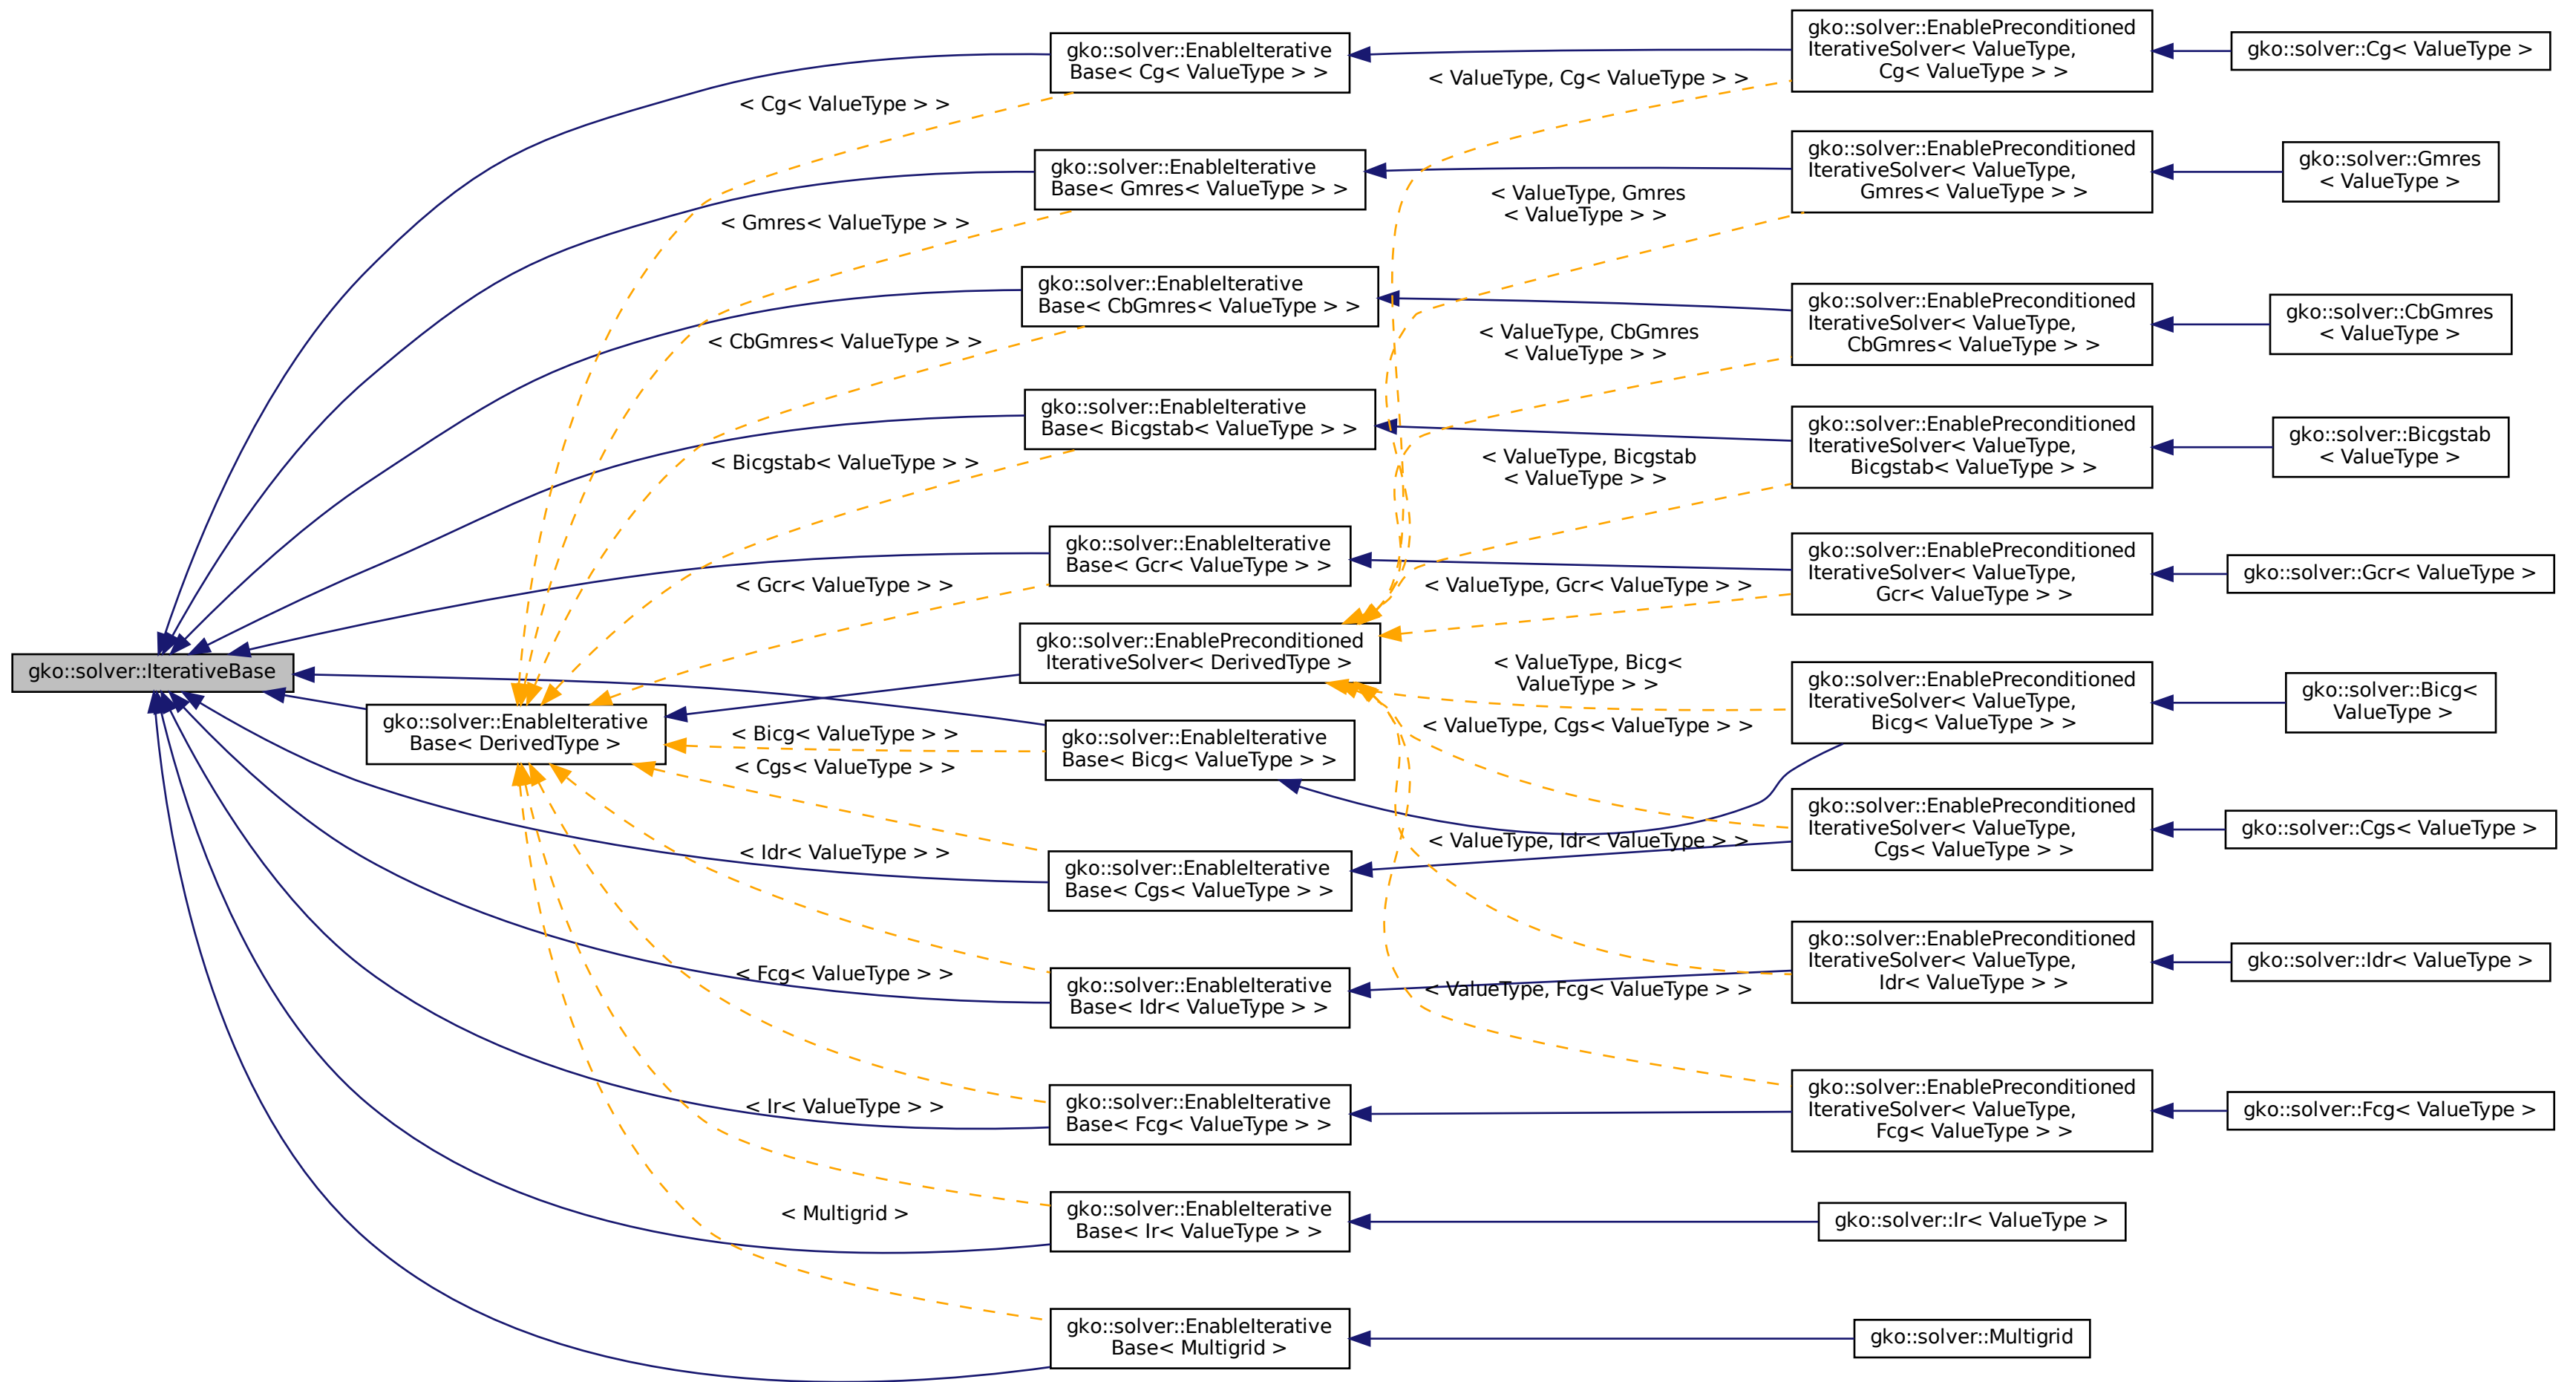 gko::solver::IterativeBase
gko::solver::EnableIterative
Base< DerivedType >
< Cg< ValueType > >
< Gmres< ValueType > >
< CbGmres< ValueType > >
< Bicgstab< ValueType > >
< Gcr< ValueType > >
< Bicg< ValueType > >
< Cgs< ValueType > >
< Idr< ValueType > >
< Fcg< ValueType > >
< Ir< ValueType > >
< Multigrid >
gko::solver::EnableIterative
Base< Cg< ValueType > >
gko::solver::EnableIterative
Base< Gmres< ValueType > >
gko::solver::EnableIterative
Base< CbGmres< ValueType > >
gko::solver::EnableIterative
Base< Bicgstab< ValueType > >
gko::solver::EnableIterative
Base< Gcr< ValueType > >
gko::solver::EnablePreconditioned
IterativeSolver< DerivedType >
gko::solver::EnableIterative
Base< Bicg< ValueType > >
gko::solver::EnableIterative
Base< Cgs< ValueType > >
gko::solver::EnableIterative
Base< Idr< ValueType > >
gko::solver::EnableIterative
Base< Fcg< ValueType > >
gko::solver::EnableIterative
Base< Ir< ValueType > >
gko::solver::EnableIterative
Base< Multigrid >
< ValueType, Cg< ValueType > >
< ValueType, Gmres
< ValueType > >
< ValueType, CbGmres
< ValueType > >
< ValueType, Bicgstab
< ValueType > >
< ValueType, Gcr< ValueType > >
< ValueType, Bicg<
ValueType > >
< ValueType, Cgs< ValueType > >
< ValueType, Idr< ValueType > >
< ValueType, Fcg< ValueType > >
gko::solver::EnablePreconditioned
IterativeSolver< ValueType,
Cg< ValueType > >
gko::solver::EnablePreconditioned
IterativeSolver< ValueType,
Gmres< ValueType > >
gko::solver::EnablePreconditioned
IterativeSolver< ValueType,
CbGmres< ValueType > >
gko::solver::EnablePreconditioned
IterativeSolver< ValueType,
Bicgstab< ValueType > >
gko::solver::EnablePreconditioned
IterativeSolver< ValueType,
Gcr< ValueType > >
gko::solver::EnablePreconditioned
IterativeSolver< ValueType,
Bicg< ValueType > >
gko::solver::EnablePreconditioned
IterativeSolver< ValueType,
Cgs< ValueType > >
gko::solver::EnablePreconditioned
IterativeSolver< ValueType,
Idr< ValueType > >
gko::solver::EnablePreconditioned
IterativeSolver< ValueType,
Fcg< ValueType > >
gko::solver::Ir< ValueType >
gko::solver::Multigrid
gko::solver::Cg< ValueType >
gko::solver::Gmres
< ValueType >
gko::solver::CbGmres
< ValueType >
gko::solver::Bicgstab
< ValueType >
gko::solver::Gcr< ValueType >
gko::solver::Bicg<
ValueType >
gko::solver::Cgs< ValueType >
gko::solver::Idr< ValueType >
gko::solver::Fcg< ValueType >